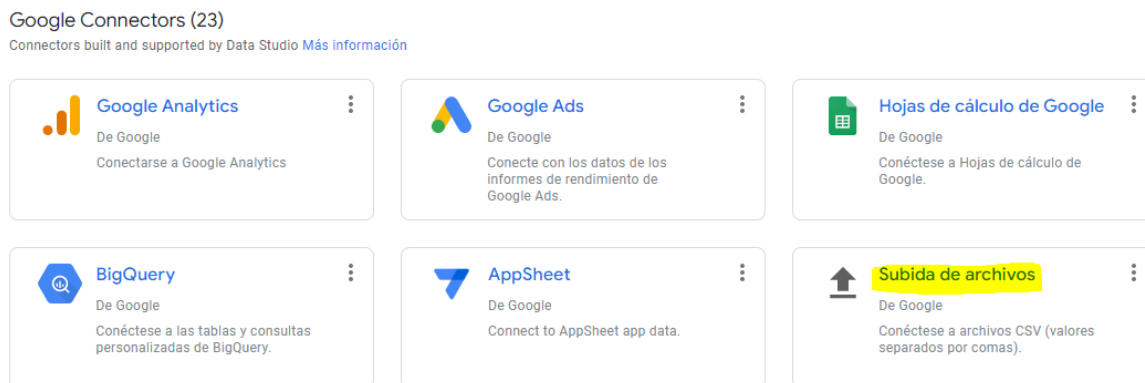 Google Connectors (23)
Connectors built and supported by Data Studio Más información
Google Analytics
De Google
Conectarse a Google Analytics
Google Ads
De Google
Conecte con los datos de los
informes de rendimiento de
Google Ads.
Hojas de cálculo de Google
De Google
Conéctese a Hojas de cálculo de
Google.
BigQuery
De Google
Conéctese a las tablas y consultas
personalizadas de BigQuery.
AppSheet
De Google
Connect to AppSheet app data.
Subida de archivos
De Google
Conéctese a archivos CSV (valores
separados por comas).